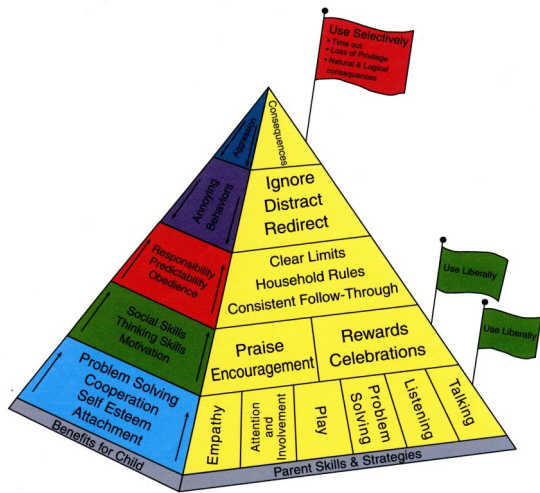 Use Selectively
• Time out
• Loss of Privilege
• Natural & Logical
consequences
Aggression
Consequences
Annoying
Behaviors
Ignore
Distract
Redirect
Responsibility
Predictability
Obedience
Clear Limits
Household Rules
Consistent Follow-Through
Use Liberally
Social Skills
Thinking Skills
Motivation
Praise
Encouragement
Rewards
Celebrations
Use Liberally
Problem Solving
Cooperation
Self Esteem
Attachment
Empathy
Attention
and
Involvement
Play
Problem
Solving
Listening
Talking
Benefits for Child
Parent Skills & Strategies